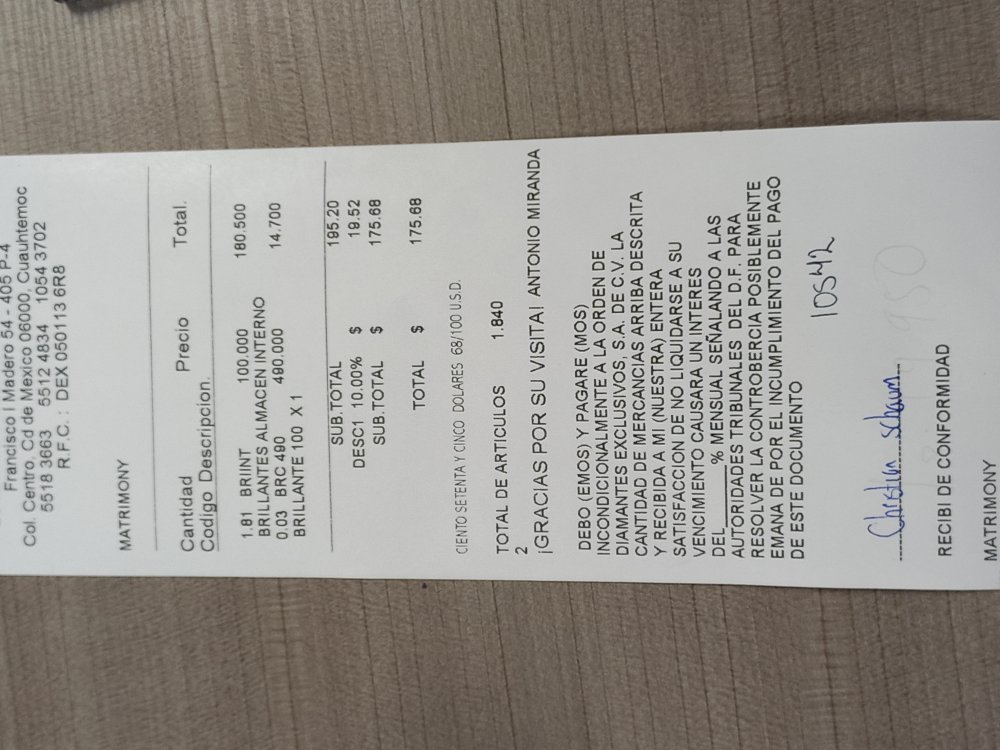 Francisco I Madero 54 - 405 P-4
Col. Centro, Cd de Mexico 06000, Cuauhtemoc
5518 3663 5512 4834 1054 3702
R.F.C. : DEX 050113 6R8
MATRIMONY
Cantidad Precio Total.
Codigo Descripcion.
1.81 BRIINT 100.000 180.500
BRILLANTES ALMACEN INTERNO
0.03 BRC 490 490.000 14.700
BRILLANTE 100 X 1
SUB.TOTAL 195.20
DESC1 10.00% $ 19.52
SUB.TOTAL $ 175.68
TOTAL $ 175.68
CIENTO SETENTA Y CINCO DOLARES 68/100 U.S.D.
TOTAL DE ARTICULOS 1.840
2
¡GRACIAS POR SU VISITA! ANTONIO MIRANDA
DEBO (EMOS) Y PAGARE (MOS)
INCONDICIONALMENTE A LA ORDEN DE
DIAMANTES EXCLUSIVOS, S.A. DE C.V. LA
CANTIDAD DE MERCANCIAS ARRIBA DESCRITA
Y RECIBIDA A MI (NUESTRA) ENTERA
SATISFACCION DE NO LIQUIDARSE A SU
VENCIMIENTO CAUSARA UN INTERES
DEL______% MENSUAL SEÑALANDO A LAS
AUTORIDADES TRIBUNALES DEL D.F. PARA
RESOLVER LA CONTROBERCIA POSIBLEMENTE
EMANA DE POR EL INCUMPLIMIENTO DEL PAGO
DE ESTE DOCUMENTO
10542
Christian
RECIBI DE CONFORMIDAD
MATRIMONY